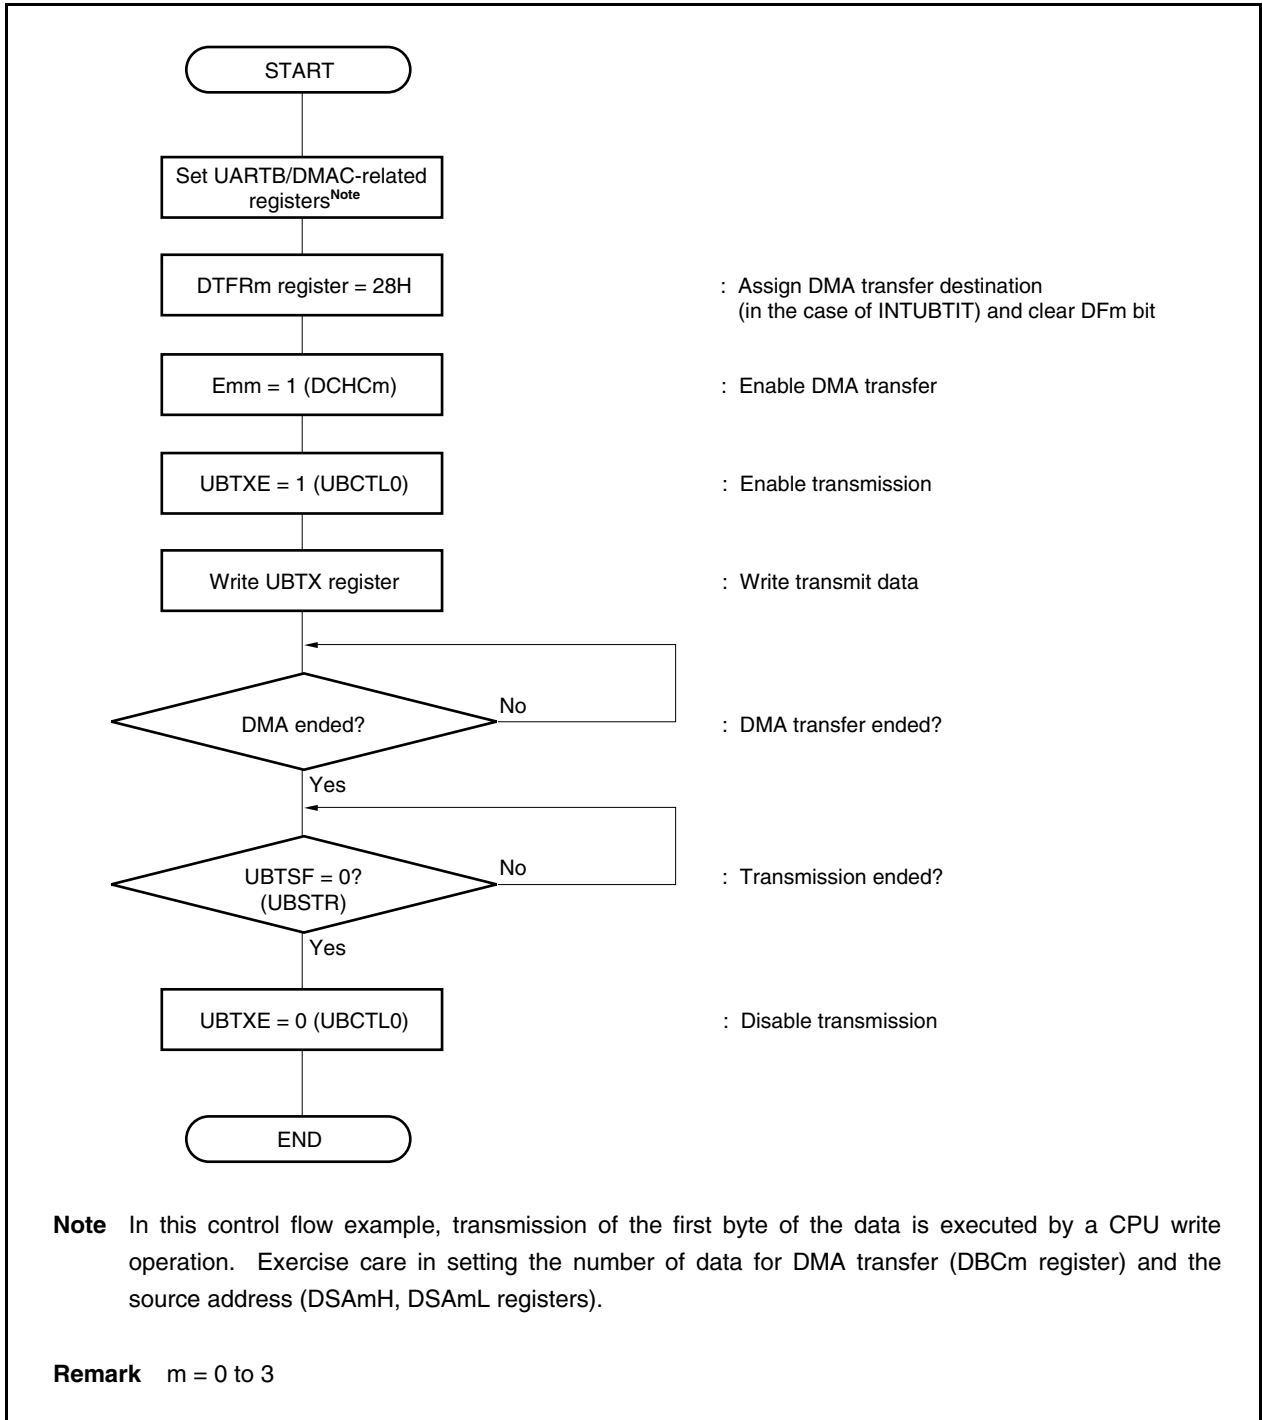 START
Set UARTB/DMAC-related
registersNote
DTFRm register = 28H
: Assign DMA transfer destination
(in the case of INTUBTIT) and clear DFm bit
Emm = 1 (DCHCm)
: Enable DMA transfer
UBTXE = 1 (UBCTL0)
: Enable transmission
Write UBTX register
: Write transmit data
No
DMA ended?
: DMA transfer ended?
Yes
No
UBTSF = 0?
(UBSTR)
: Transmission ended?
Yes
UBTXE = 0 (UBCTL0)
: Disable transmission
END
Note In this control flow example, transmission of the first byte of the data is executed by a CPU write
operation. Exercise care in setting the number of data for DMA transfer (DBCm register) and the
source address (DSAmH, DSAmL registers).
Remark m = 0 to 3